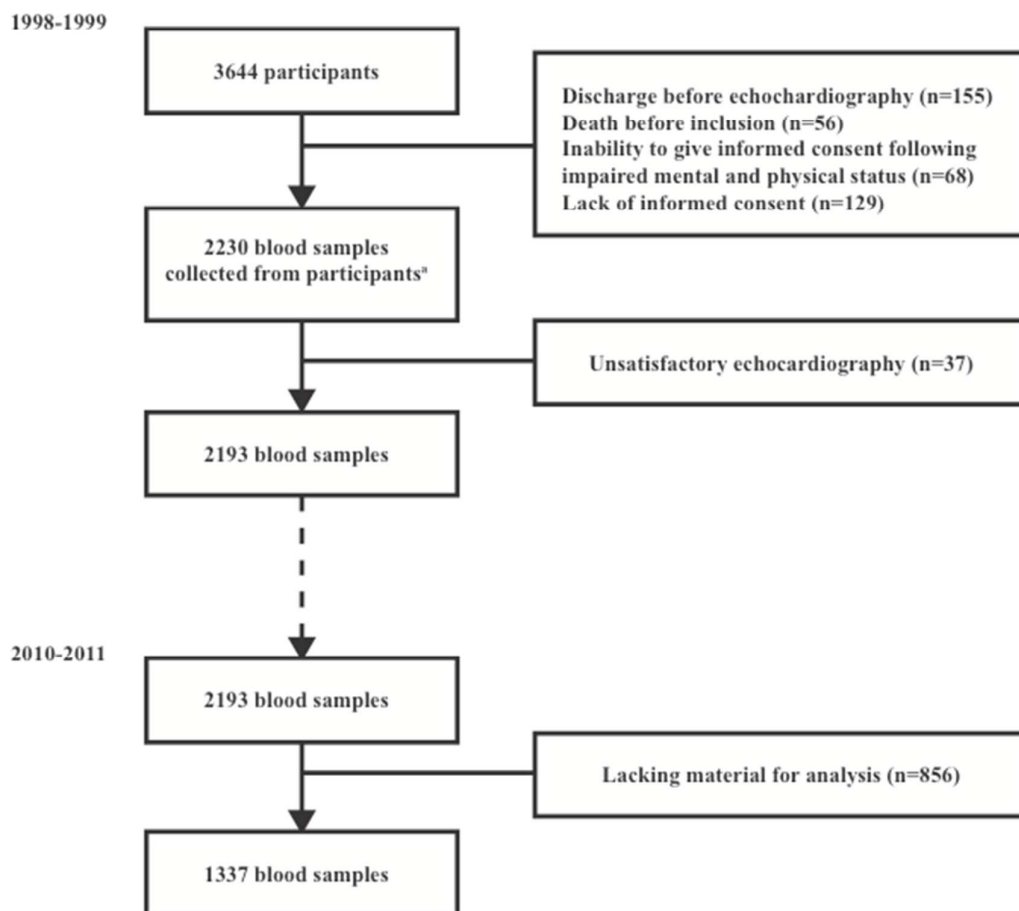 1998-1999
3644 participants
Discharge before echochardiography (n=155)
Death before inclusion (n=56)
Inability to give informed consent following
impaired mental and physical status (n=68)
Lack of informed consent (n=129)
2230 blood samples
collected from participantsᵃ
Unsatisfactory echocardiography (n=37)
2193 blood samples
2010-2011
2193 blood samples
Lacking material for analysis (n=856)
1337 blood samples